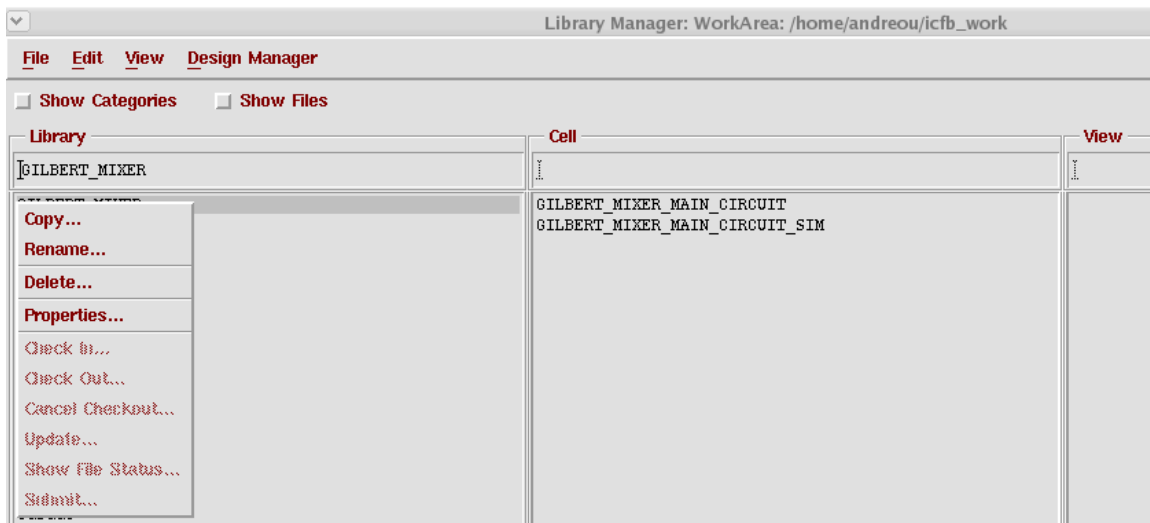 Library Manager: WorkArea: /home/andreou/icfb_work
File Edit View Design Manager
Show Categories Show Files
Library Cell View
GILBERT_MIXER
GILBERT_MIXER_MAIN_CIRCUIT
GILBERT_MIXER_MAIN_CIRCUIT_SIM
Copy...
Rename...
Delete...
Properties...
Check In...
Check Out...
Cancel Checkout...
Update...
Show File Status...
Submit...